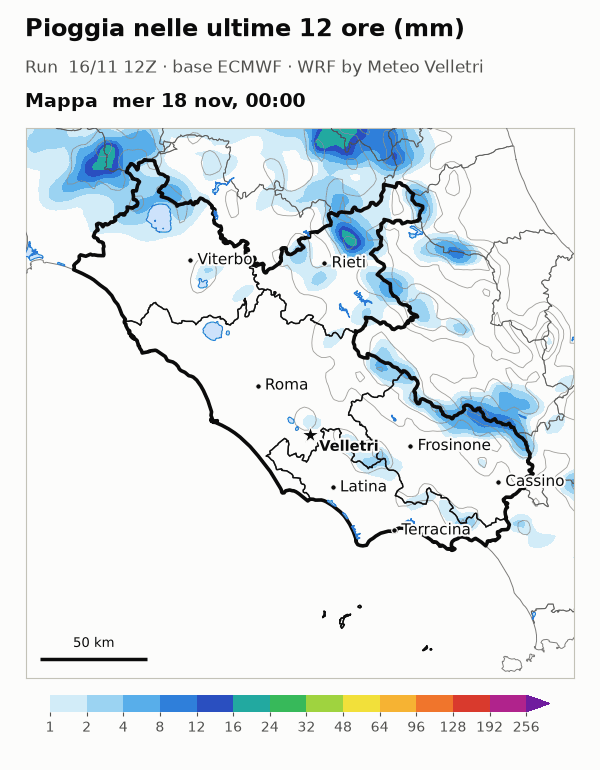 Pioggia nelle ultime 12 ore (mm)
Run  16/11 12Z · base ECMWF · WRF by Meteo Velletri
Mappa  mer 18 nov, 00:00
Viterbo
Rieti
Roma
Velletri
Frosinone
Latina
Cassino
Terracina
50 km
1 2 4 8 12 16 24 32 48 64 96 128 192 256